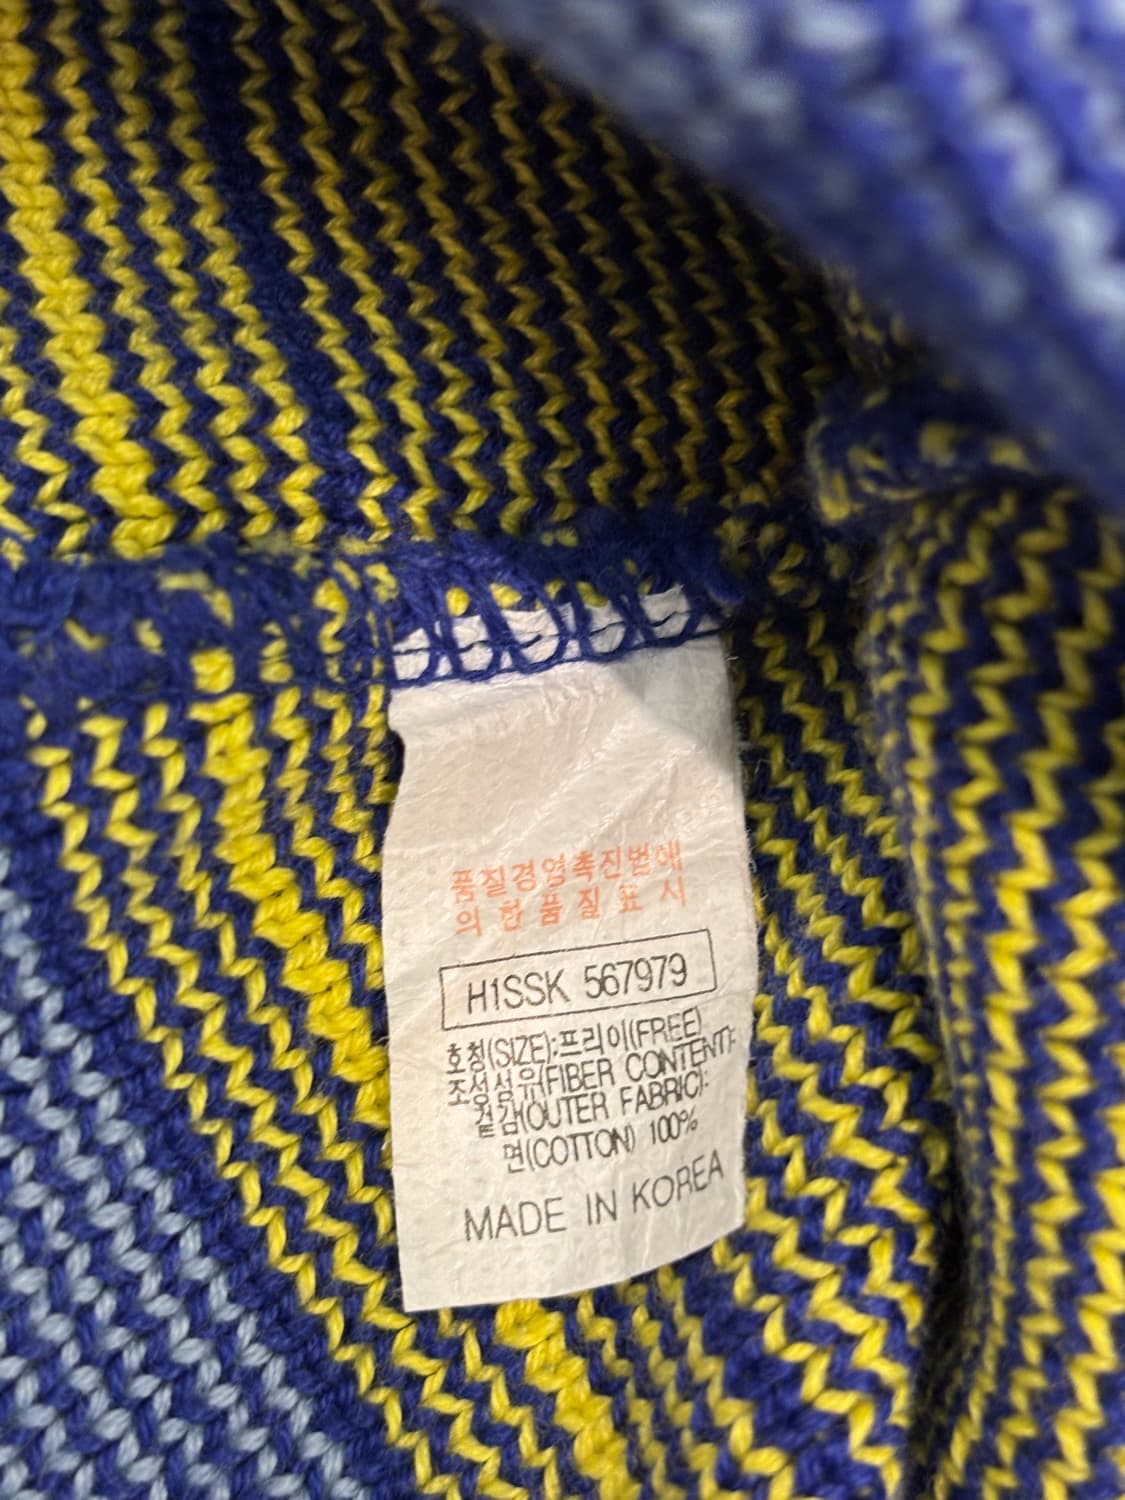 품질경영촉진법에
의한품질표시
H1SSK 567979
호칭(SIZE):프리이(FREE)
조성섬유(FIBER CONTENT):
겉감(OUTER FABRIC):
면(COTTON) 100%
MADE IN KOREA